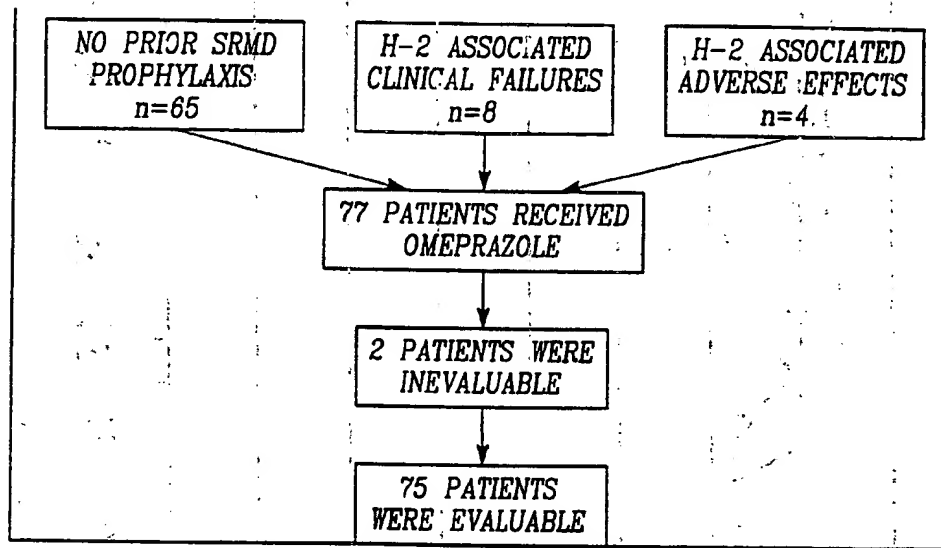 NO PRIOR SRMD
PROPHYLAXIS
n=65
H-2 ASSOCIATED
CLINICAL FAILURES
n=8
H-2 ASSOCIATED
ADVERSE EFFECTS
n=4
77 PATIENTS RECEIVED
OMEPRAZOLE
2 PATIENTS WERE
INEVALUABLE
75 PATIENTS
WERE EVALUABLE